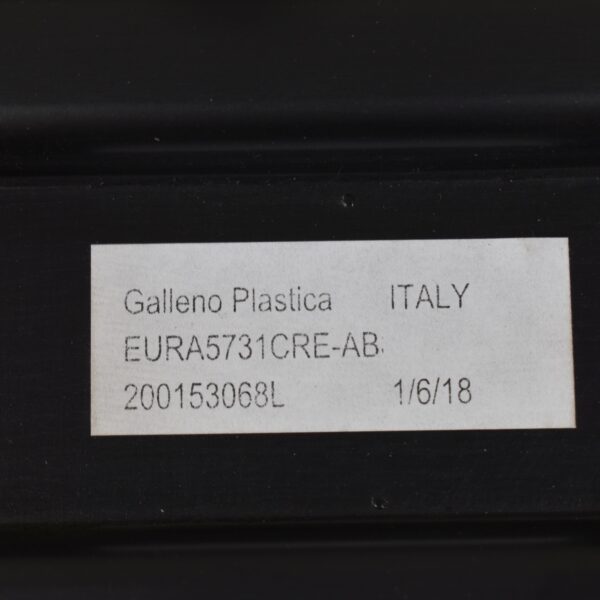 Galleno Plastica ITALY
EURA5731CRE-AB
200153068L 1/6/18